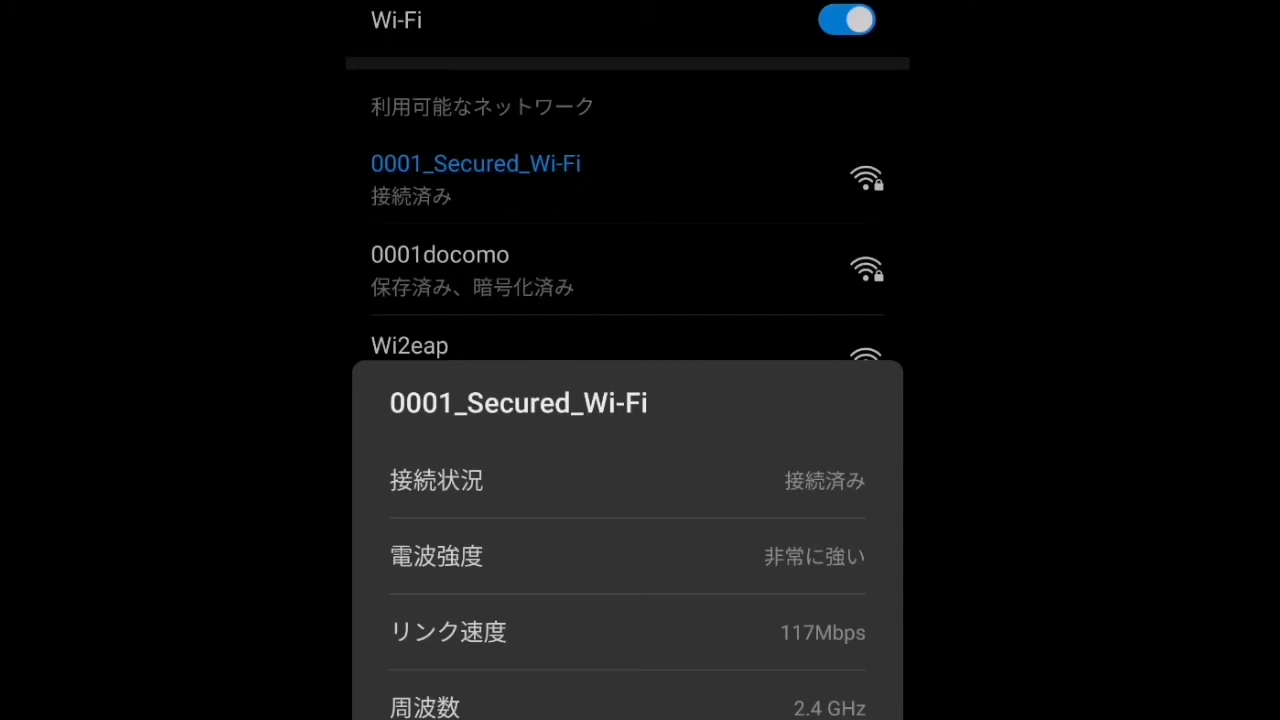 Wi-Fi
利用可能なネットワーク
0001_Secured_Wi-Fi
接続済み
0001docomo
保存済み、暗号化済み
Wi2eap
0001_Secured_Wi-Fi
接続状況 接続済み
電波強度 非常に強い
リンク速度 117Mbps
周波数 2.4 GHz